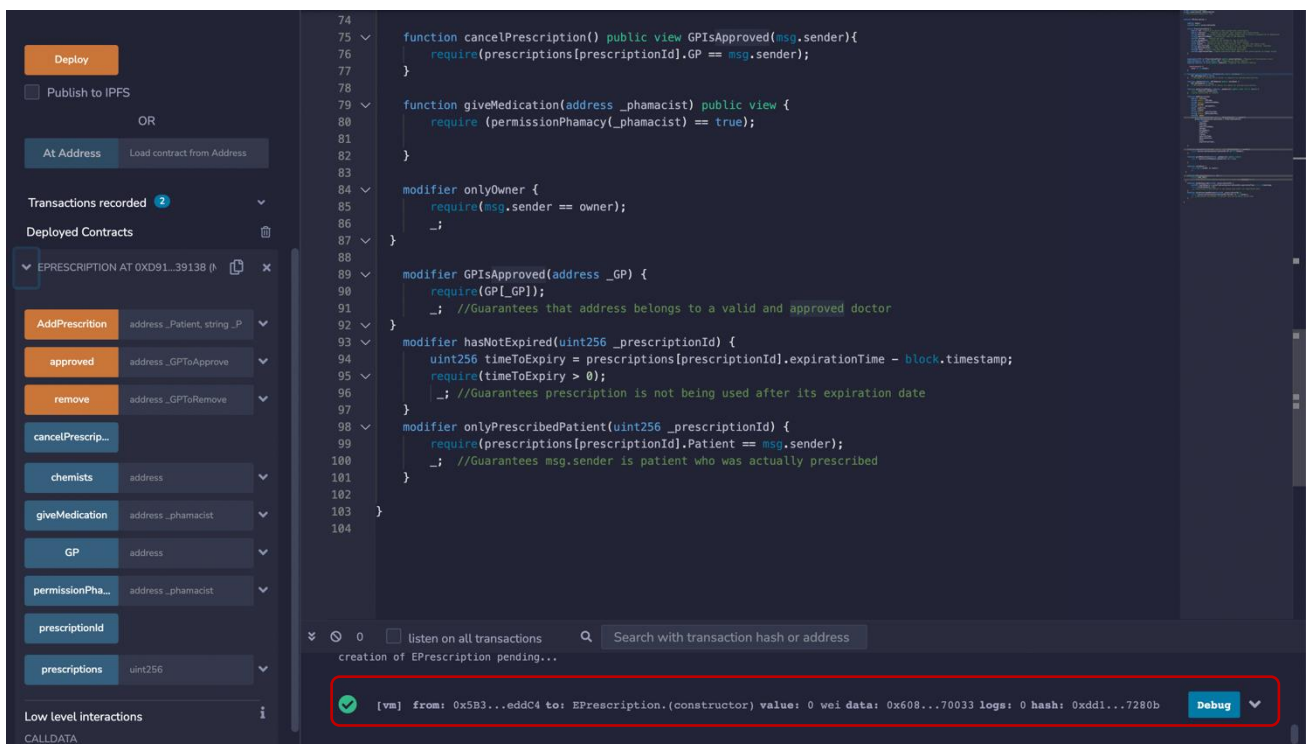 Deploy
Publish to IPFS
OR
At Address Load contract from Address
Transactions recorded 2
Deployed Contracts
EPRESCRIPTION AT 0XD91...39138 (M
AddPrescrition address _Patient, string _P
approved address _GPToApprove
remove address _GPToRemove
cancelPrescrip...
chemists address
giveMedication address _phamacist
GP address
permissionPha... address _phamacist
prescriptionId
prescriptions uint256
Low level interactions i
CALLDATA
74
75 function cancelPrescription() public view GPIsApproved(msg.sender){
76 require(prescriptions[prescriptionId].GP == msg.sender);
77 }
78
79 function giveMedication(address _phamacist) public view {
80 require (permissionPhamacy(_phamacist) == true);
81
82 }
83
84 modifier onlyOwner {
85 require(msg.sender == owner);
86 _;
87 }
88
89 modifier GPIsApproved(address _GP) {
90 require(GP[_GP]);
91 _; //Guarantees that address belongs to a valid and approved doctor
92 }
93 modifier hasNotExpired(uint256 _prescriptionId) {
94 uint256 timeToExpiry = prescriptions[prescriptionId].expirationTime - block.timestamp;
95 require(timeToExpiry > 0);
96 _; //Guarantees prescription is not being used after its expiration date
97 }
98 modifier onlyPrescribedPatient(uint256 _prescriptionId) {
99 require(prescriptions[prescriptionId].Patient == msg.sender);
100 _; //Guarantees msg.sender is patient who was actually prescribed
101 }
102
103 }
104
0 listen on all transactions Search with transaction hash or address
creation of EPrescription pending...
[vm] from: 0x5B3...eddC4 to: EPrescription.(constructor) value: 0 wei data: 0x608...70033 logs: 0 hash: 0xdd1...7280b Debug